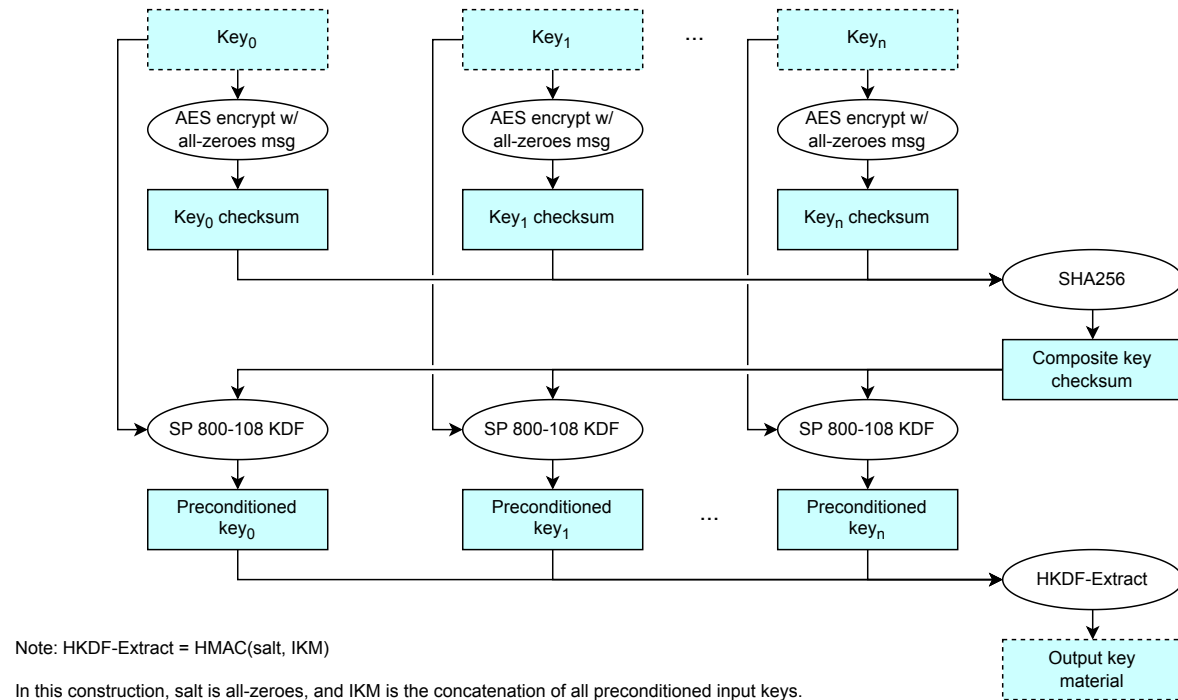 Key₀
Key₁
...
Keyₙ
AES encrypt w/
all-zeroes msg
AES encrypt w/
all-zeroes msg
AES encrypt w/
all-zeroes msg
Key₀ checksum
Key₁ checksum
Keyₙ checksum
SHA256
Composite key
checksum
SP 800-108 KDF
SP 800-108 KDF
SP 800-108 KDF
Preconditioned
key₀
Preconditioned
key₁
...
Preconditioned
keyₙ
HKDF-Extract
Note: HKDF-Extract = HMAC(salt, IKM)
Output key
material
In this construction, salt is all-zeroes, and IKM is the concatenation of all preconditioned input keys.